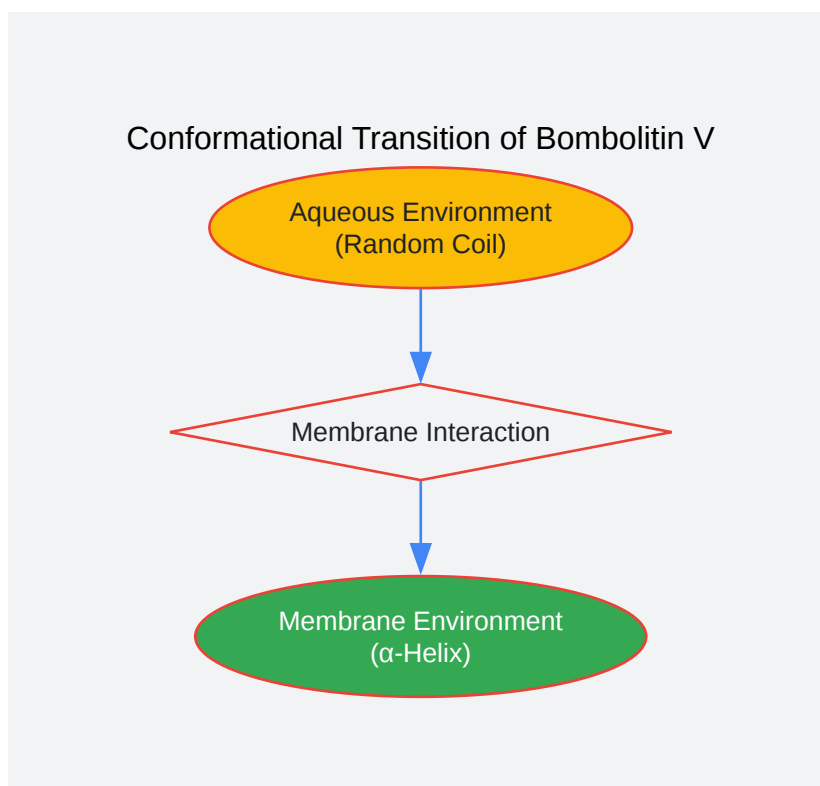 Conformational Transition of Bombolitin V
Aqueous Environment
(Random Coil)
Membrane Interaction
Membrane Environment
(α-Helix)